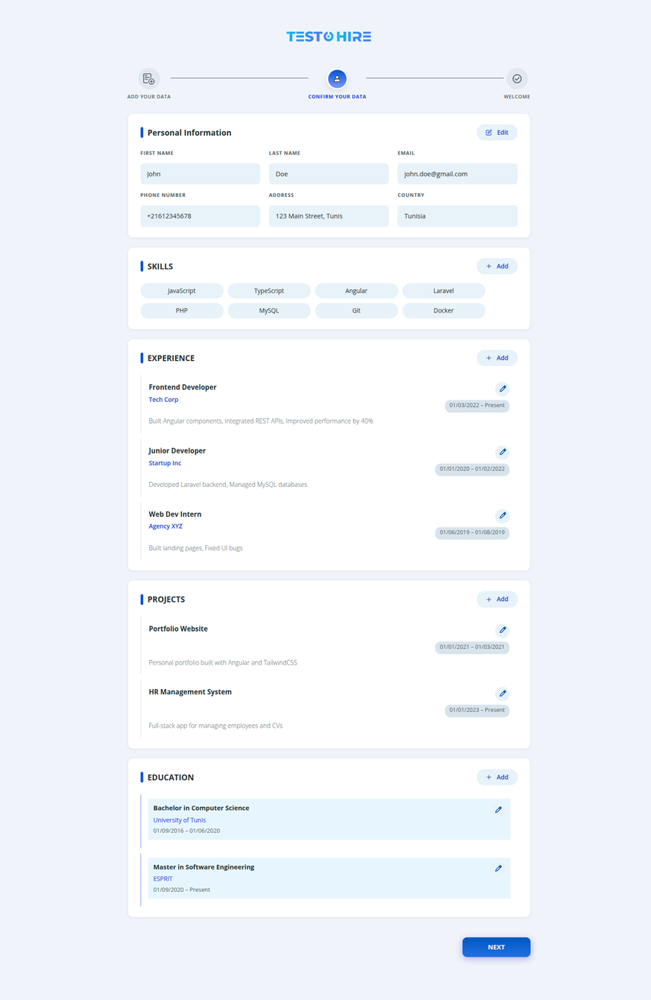 TESTOHIRE
ADD YOUR DATA
CONFIRM YOUR DATA
WELCOME
Personal Information
Edit
FIRST NAME
LAST NAME
EMAIL
John
Doe
john.doe@gmail.com
PHONE NUMBER
ADDRESS
COUNTRY
+21612345678
123 Main Street, Tunis
Tunisia
SKILLS
+ Add
JavaScript
TypeScript
Angular
Laravel
PHP
MySQL
Git
Docker
EXPERIENCE
+ Add
Frontend Developer
Tech Corp
01/03/2022 – Present
Built Angular components, Integrated REST APIs, Improved performance by 40%
Junior Developer
Startup Inc
01/01/2020 – 01/02/2022
Developed Laravel backend, Managed MySQL databases
Web Dev Intern
Agency XYZ
01/06/2019 – 01/08/2019
Built landing pages, Fixed UI bugs
PROJECTS
+ Add
Portfolio Website
01/01/2021 – 01/03/2021
Personal portfolio built with Angular and TailwindCSS
HR Management System
01/01/2023 – Present
Full-stack app for managing employees and CVs
EDUCATION
+ Add
Bachelor in Computer Science
University of Tunis
01/09/2016 – 01/06/2020
Master in Software Engineering
ESPRIT
01/09/2020 – Present
NEXT